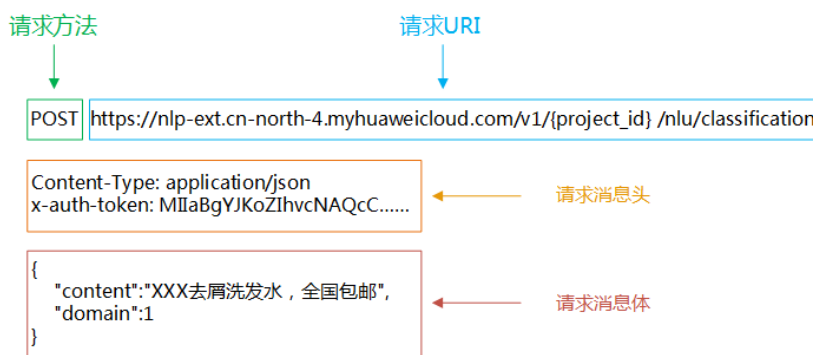 请求方法 请求URI
POST https://nlp-ext.cn-north-4.myhuaweicloud.com/v1/{project_id} /nlu/classification
Content-Type: application/json
x-auth-token: MIIaBgYJKoZIhvcNAQcC......
请求消息头
{
"content":"XXX去屑洗发水，全国包邮",
"domain":1
}
请求消息体